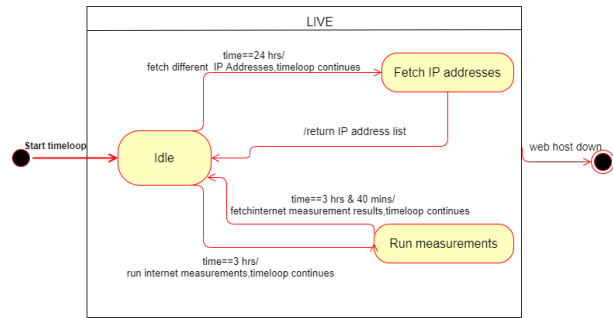 LIVE
time==24 hrs/
fetch different IP Addresses,timeloop continues
Fetch IP addresses
/return IP address list
Start timeloop
Idle
web host down
time==3 hrs & 40 mins/
fetchinternet measurement results,timeloop continues
Run measurements
time==3 hrs/
run internet measurements,timeloop continues